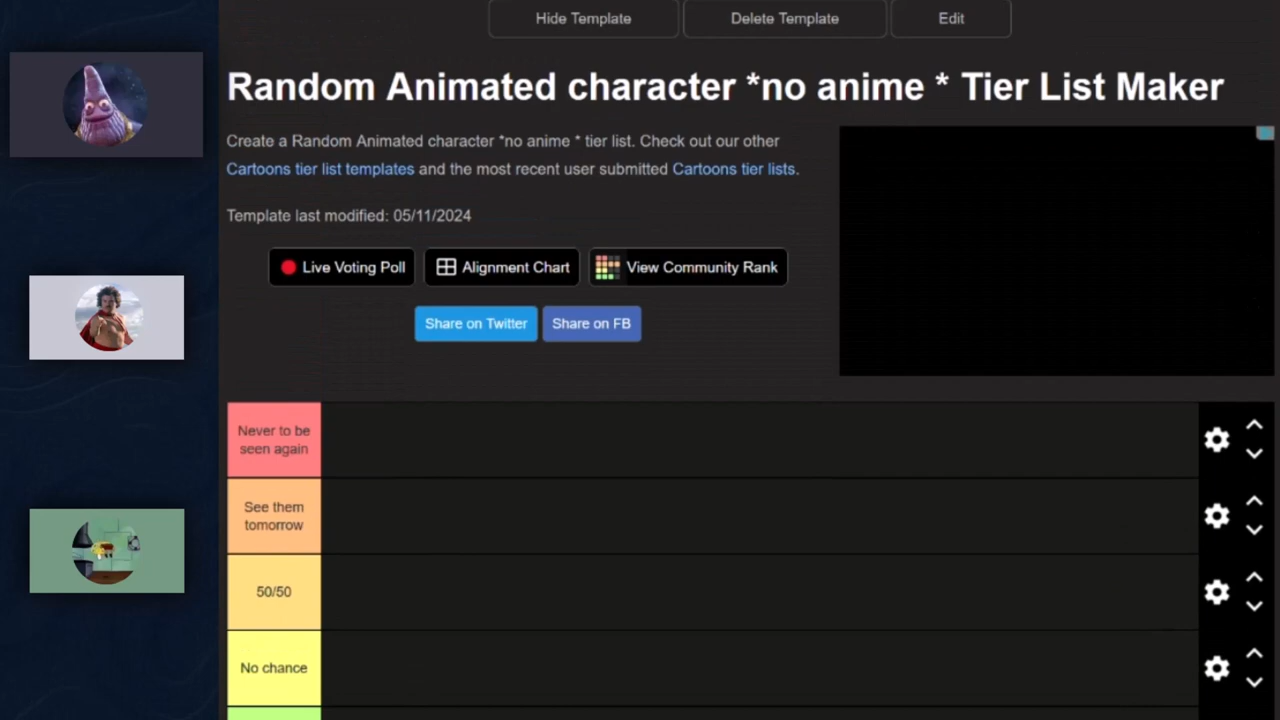 Hide Template
Delete Template
Edit
Random Animated character *no anime * Tier List Maker
Create a Random Animated character *no anime * tier list. Check out our other
Cartoons tier list templates and the most recent user submitted Cartoons tier lists.
Template last modified: 05/11/2024
Live Voting Poll
Alignment Chart
View Community Rank
Share on Twitter
Share on FB
Never to be
seen again
See them
tomorrow
50/50
No chance